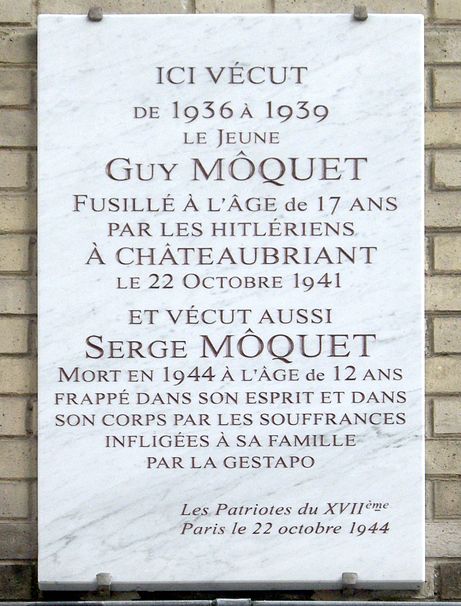 ICI VÉCUT
DE 1936 À 1939
LE JEUNE
GUY MÔQUET
FUSILLÉ À L'ÂGE de 17 ANS
PAR LES HITLÉRIENS
À CHÂTEAUBRIANT
LE 22 OCTOBRE 1941
ET VÉCUT AUSSI
SERGE MÔQUET
MORT EN 1944 À L'ÂGE de 12 ANS
FRAPPÉ DANS SON ESPRIT ET DANS
SON CORPS PAR LES SOUFFRANCES
INFLIGÉES À SA FAMILLE
PAR LA GESTAPO
Les Patriotes du XVIIème
Paris le 22 octobre 1944